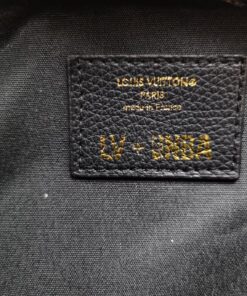 LOUIS VUITTON®
PARIS
made in France
LV + NBA